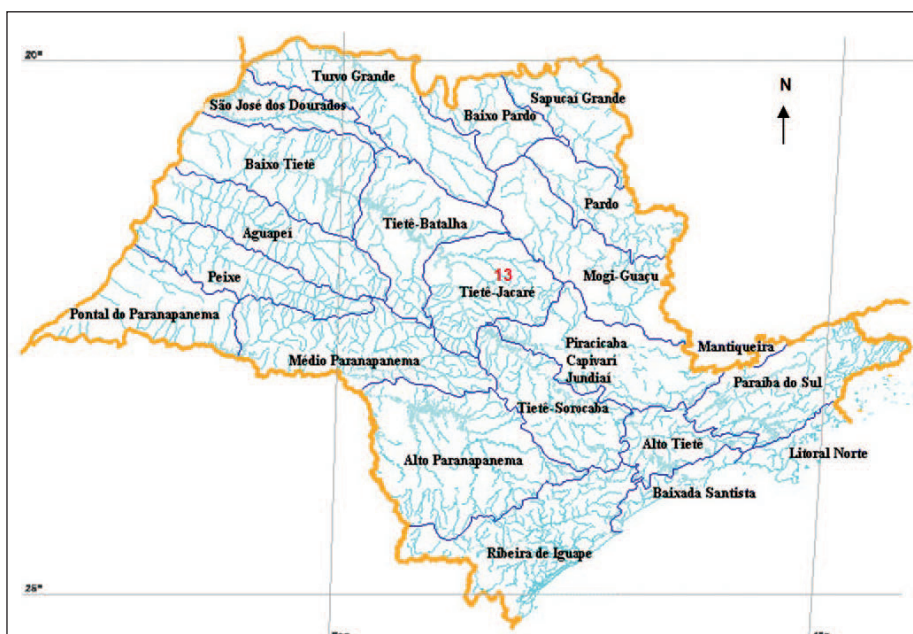 20°
Turvo Grande
N
Sapucaí Grande
São José dos Dourados
Baixo Pardo
Baixo Tietê
Pardo
Tietê-Batalha
Aguapeí
13
Tietê-Jacaré
Mogi-Guaçu
Peixe
Pontal do Paranapanema
Piracicaba
Capivari
Jundiaí
Mantiqueira
Médio Paranapanema
Paraíba do Sul
Tietê-Sorocaba
Alto Tietê
Litoral Norte
Alto Paranapanema
Baixada Santista
Ribeira de Iguape
25°